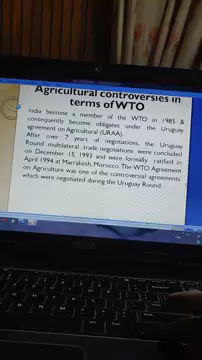 Agricultural controversies in
terms of WTO
India become a member of the WTO in 1985 &
consequently become obligates under the Uruguay
agreement on Agricultural (URAA).
After over 7 years of negotiations, the Uruguay
Round multilateral trade negotiations were concluded
on December 15, 1993 and were formally ratified in
April 1994 at Marrakesh, Morocco. The WTO Agreement
on Agriculture was one of the controversial agreements
which were negotiated during the Uruguay Round.